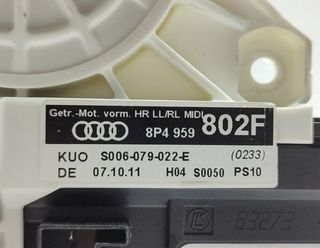 Getr.-Mot. vorm. HR LL/RL MIDI
8P4 959 802F
KUO S006-079-022-E (0233)
DE 07.10.11 H04 S0050 PS10
63273